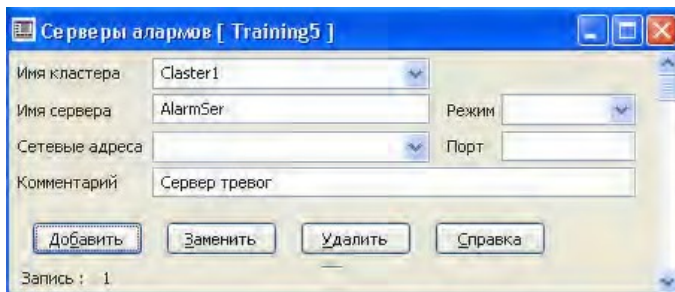 Серверы алармов [ Training5 ]
Имя кластера Claster1
Имя сервера AlarmSer Режим
Сетевые адреса Порт
Комментарий Сервер тревог
Добавить Заменить Удалить Справка
Запись : 1